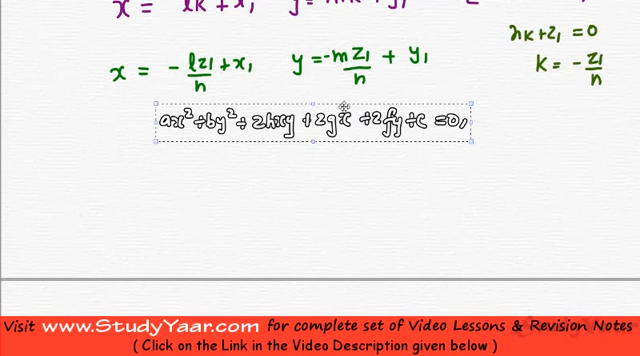 x = lk + x₁ y = mk + y₁ z
nk + z₁ = 0
x = - lz₁/n + x₁ y = -mz₁/n + y₁
k = - z₁/n
ax² + by² + 2hxy + 2gx + 2fy + c = 0,
Visit www.StudyYaar.com for complete set of Video Lessons & Revision Notes
( Click on the Link in the Video Description given below )